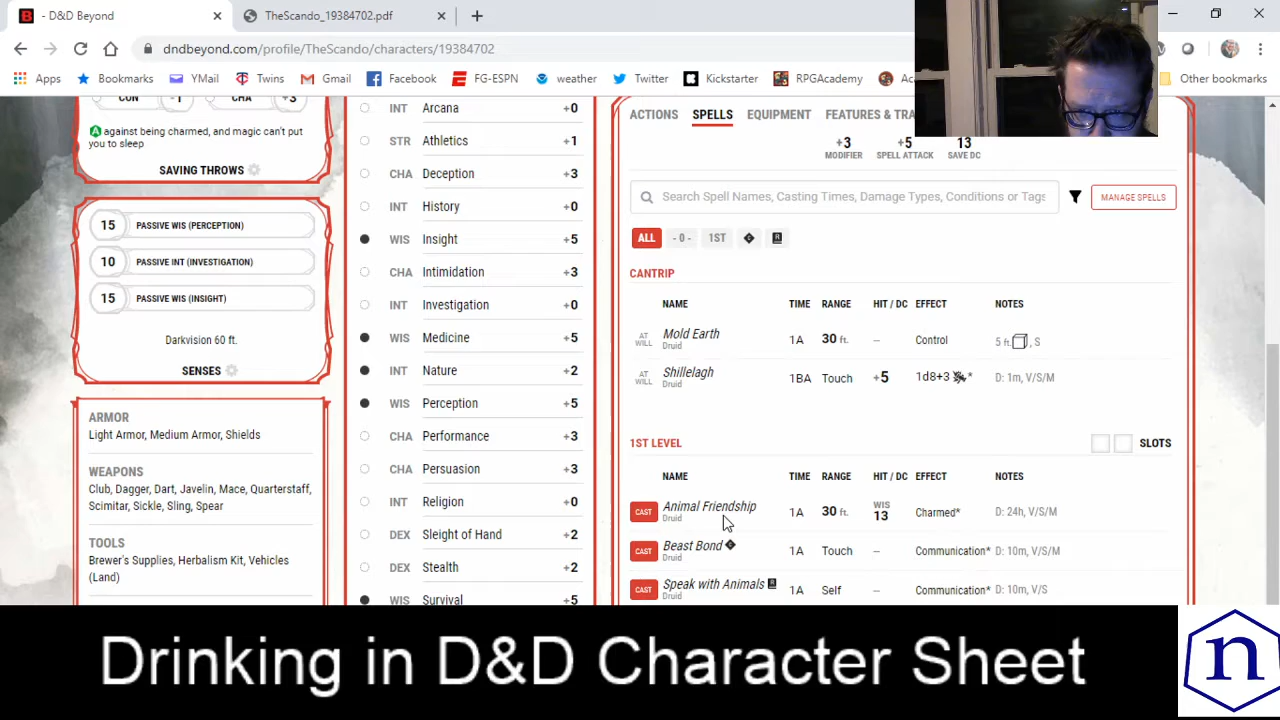 - D&D Beyond
TheScando_19384702.pdf
dndbeyond.com/profile/TheScando/characters/19384702
Apps
Bookmarks
YMail
Twins
Gmail
Facebook
FG-ESPN
weather
Twitter
Kickstarter
RPGAcademy
Other bookmarks
CON -1 CHA +3
A against being charmed, and magic can't put
you to sleep
SAVING THROWS
15 PASSIVE WIS (PERCEPTION)
10 PASSIVE INT (INVESTIGATION)
15 PASSIVE WIS (INSIGHT)
Darkvision 60 ft.
SENSES
ARMOR
Light Armor, Medium Armor, Shields
WEAPONS
Club, Dagger, Dart, Javelin, Mace, Quarterstaff,
Scimitar, Sickle, Sling, Spear
TOOLS
Brewer's Supplies, Herbalism Kit, Vehicles
(Land)
INT Arcana +0
STR Athletics +1
CHA Deception +3
INT History +0
WIS Insight +5
CHA Intimidation +3
INT Investigation +0
WIS Medicine +5
INT Nature +2
WIS Perception +5
CHA Performance +3
CHA Persuasion +3
INT Religion +0
DEX Sleight of Hand +2
DEX Stealth +2
WIS Survival +5
ACTIONS SPELLS EQUIPMENT FEATURES & TRA
+3 +5 13
MODIFIER SPELL ATTACK SAVE DC
Search Spell Names, Casting Times, Damage Types, Conditions or Tags
MANAGE SPELLS
ALL - 0 - 1ST
CANTRIP
NAME TIME RANGE HIT / DC EFFECT NOTES
AT WILL Mold Earth 1A 30 ft. – Control 5 ft. , S
Druid
AT WILL Shillelagh 1BA Touch +5 1d8+3 * D: 1m, V/S/M
Druid
1ST LEVEL SLOTS
NAME TIME RANGE HIT / DC EFFECT NOTES
CAST Animal Friendship 1A 30 ft. WIS 13 Charmed* D: 24h, V/S/M
Druid
CAST Beast Bond 1A Touch – Communication* D: 10m, V/S/M
Druid
CAST Speak with Animals 1A Self – Communication* D: 10m, V/S
Druid
Drinking in D&D Character Sheet
n